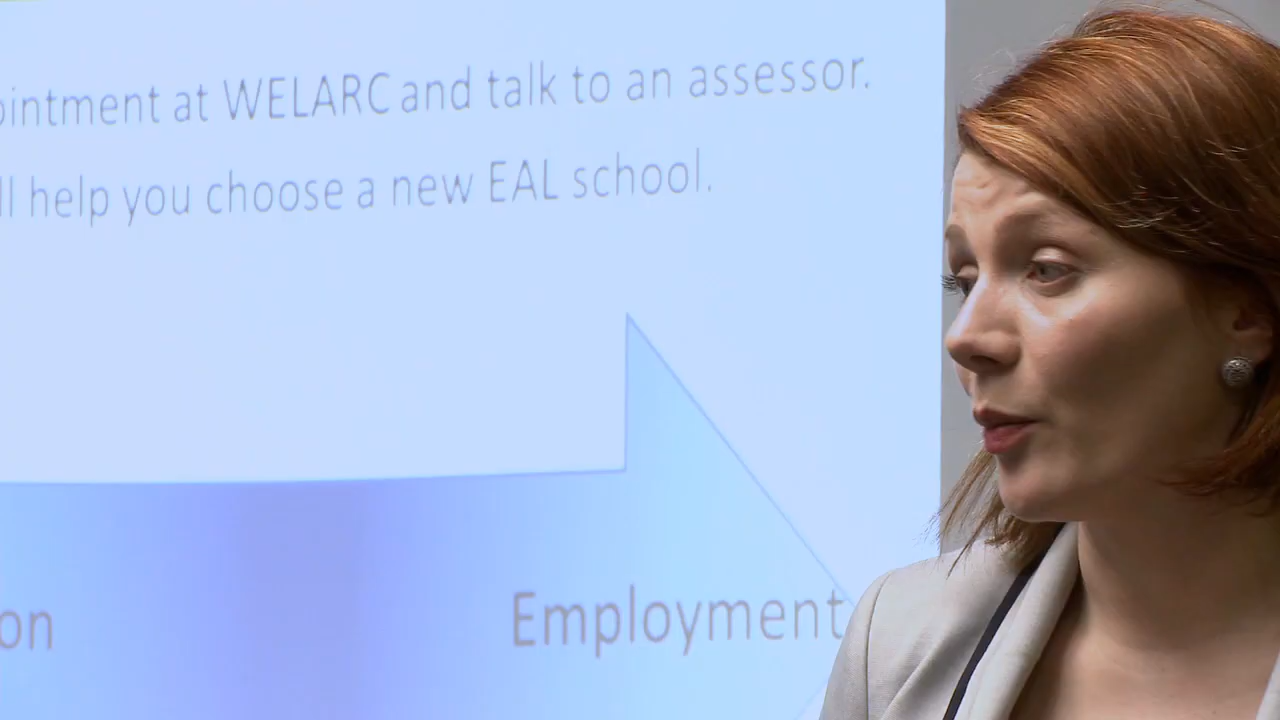 ointment at WELARC and talk to an assessor.
ll help you choose a new EAL school.
on
Employment